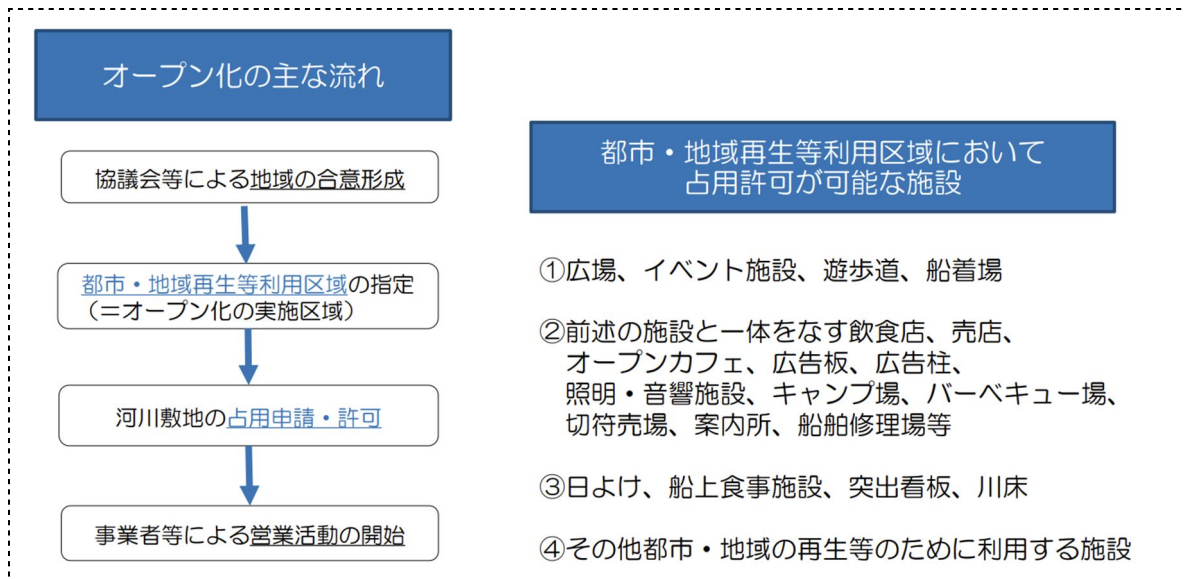 オープン化の主な流れ
協議会等による地域の合意形成
都市・地域再生等利用区域の指定
(=オープン化の実施区域)
河川敷地の占用申請・許可
事業者等による営業活動の開始
都市・地域再生等利用区域において
占用許可が可能な施設
①広場、イベント施設、遊歩道、船着場
②前述の施設と一体をなす飲食店、売店、
オープンカフェ、広告板、広告柱、
照明・音響施設、キャンプ場、バーベキュー場、
切符売場、案内所、船舶修理場等
③日よけ、船上食事施設、突出看板、川床
④その他都市・地域の再生等のために利用する施設